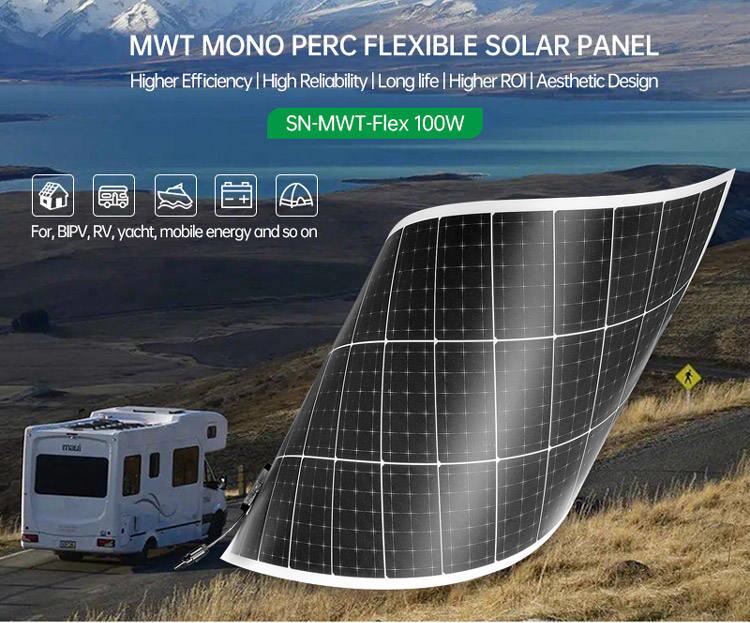 MWT MONO PERC FLEXIBLE SOLAR PANEL
Higher Efficiency | High Reliability | Long life | Higher ROI | Aesthetic Design
SN-MWT-Flex 100W
For, BIPV, RV, yacht, mobile energy and so on
maui